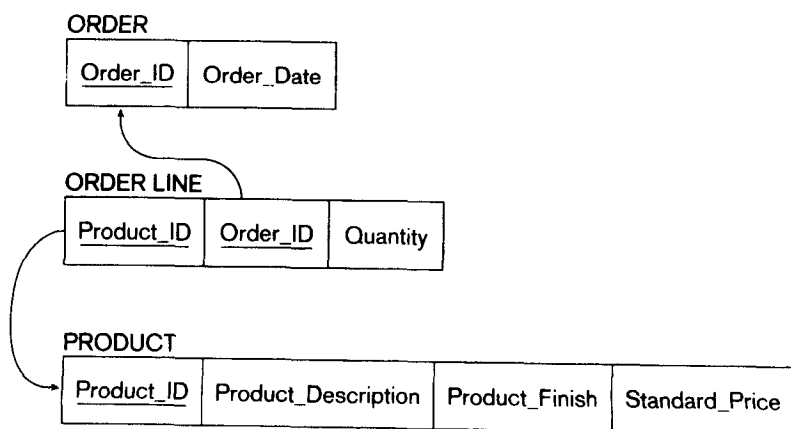 ORDER
Order_ID Order_Date
ORDER LINE
Product_ID Order_ID Quantity
PRODUCT
Product_ID Product_Description Product_Finish Standard_Price